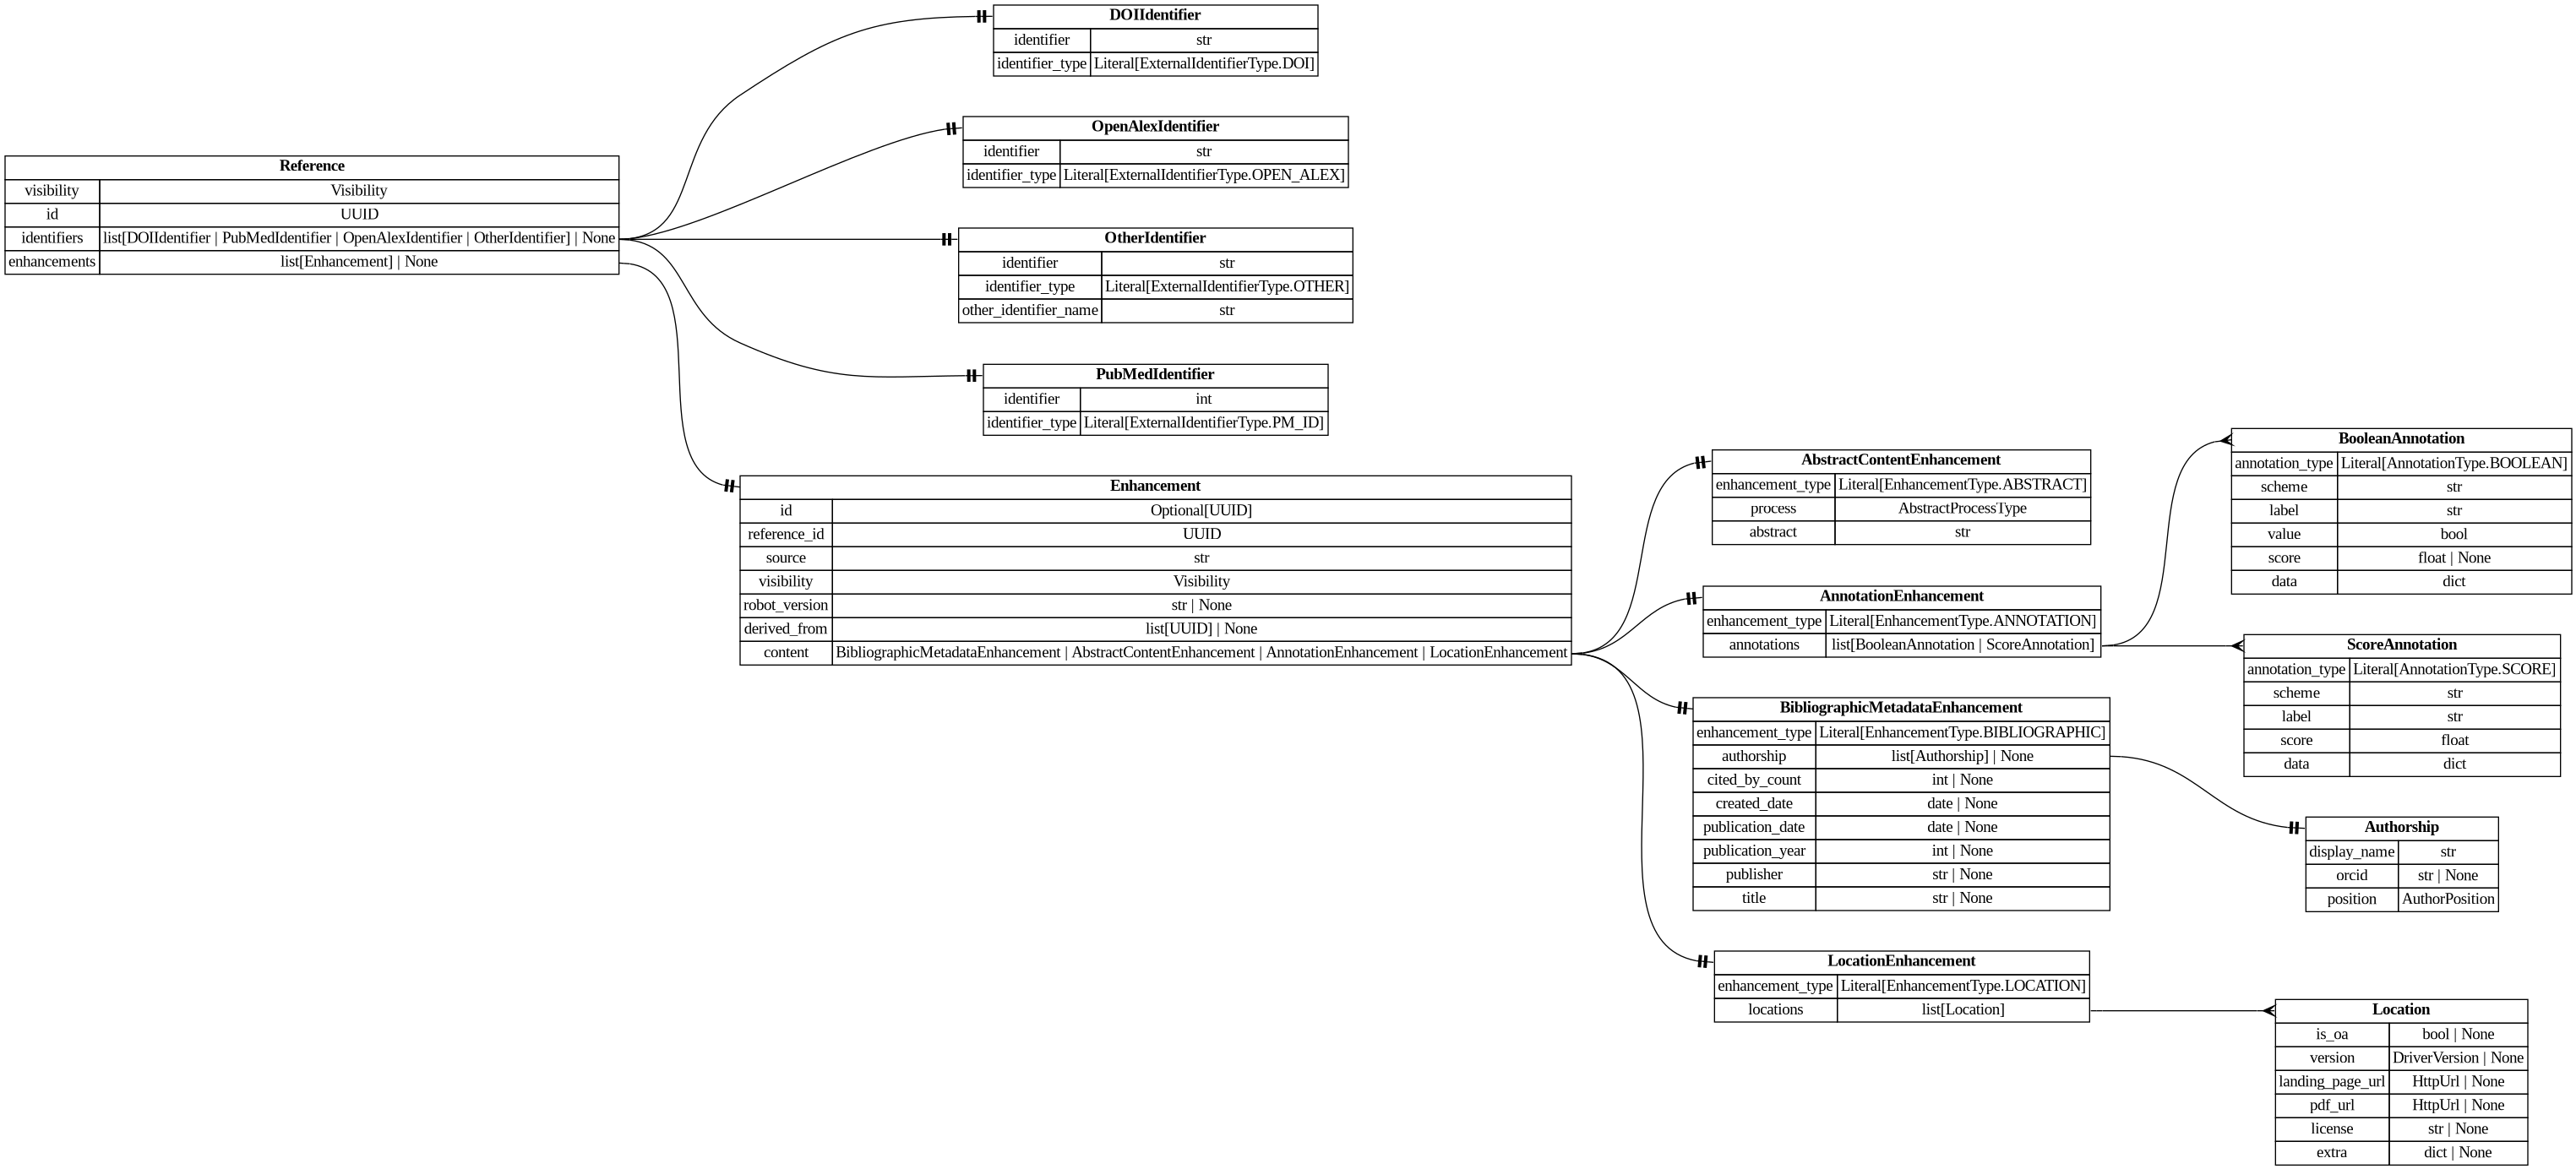 Reference
visibility Visibility
id UUID
identifiers list[DOIIdentifier | PubMedIdentifier | OpenAlexIdentifier | OtherIdentifier] | None
enhancements list[Enhancement] | None
DOIIdentifier
identifier str
identifier_type Literal[ExternalIdentifierType.DOI]
OpenAlexIdentifier
identifier str
identifier_type Literal[ExternalIdentifierType.OPEN_ALEX]
OtherIdentifier
identifier str
identifier_type Literal[ExternalIdentifierType.OTHER]
other_identifier_name str
PubMedIdentifier
identifier int
identifier_type Literal[ExternalIdentifierType.PM_ID]
Enhancement
id Optional[UUID]
reference_id UUID
source str
visibility Visibility
robot_version str | None
derived_from list[UUID] | None
content BibliographicMetadataEnhancement | AbstractContentEnhancement | AnnotationEnhancement | LocationEnhancement
AbstractContentEnhancement
enhancement_type Literal[EnhancementType.ABSTRACT]
process AbstractProcessType
abstract str
AnnotationEnhancement
enhancement_type Literal[EnhancementType.ANNOTATION]
annotations list[BooleanAnnotation | ScoreAnnotation]
BibliographicMetadataEnhancement
enhancement_type Literal[EnhancementType.BIBLIOGRAPHIC]
authorship list[Authorship] | None
cited_by_count int | None
created_date date | None
publication_date date | None
publication_year int | None
publisher str | None
title str | None
LocationEnhancement
enhancement_type Literal[EnhancementType.LOCATION]
locations list[Location]
BooleanAnnotation
annotation_type Literal[AnnotationType.BOOLEAN]
scheme str
label str
value bool
score float | None
data dict
ScoreAnnotation
annotation_type Literal[AnnotationType.SCORE]
scheme str
label str
score float
data dict
Authorship
display_name str
orcid str | None
position AuthorPosition
Location
is_oa bool | None
version DriverVersion | None
landing_page_url HttpUrl | None
pdf_url HttpUrl | None
license str | None
extra dict | None